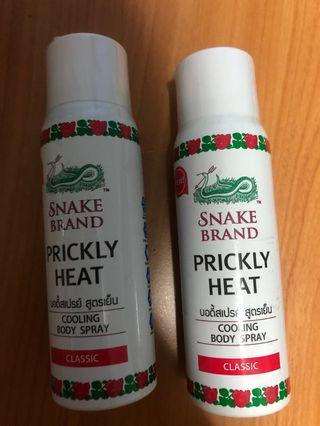 SNAKE
BRAND
PRICKLY
HEAT
บอดี้สเปรย์ สูตรเย็น
COOLING
BODY SPRAY
CLASSIC
SNAKE
BRAND
PRICKLY
HEAT
บอดี้สเปรย์ สูตรเย็น
COOLING
BODY SPRAY
CLASSIC